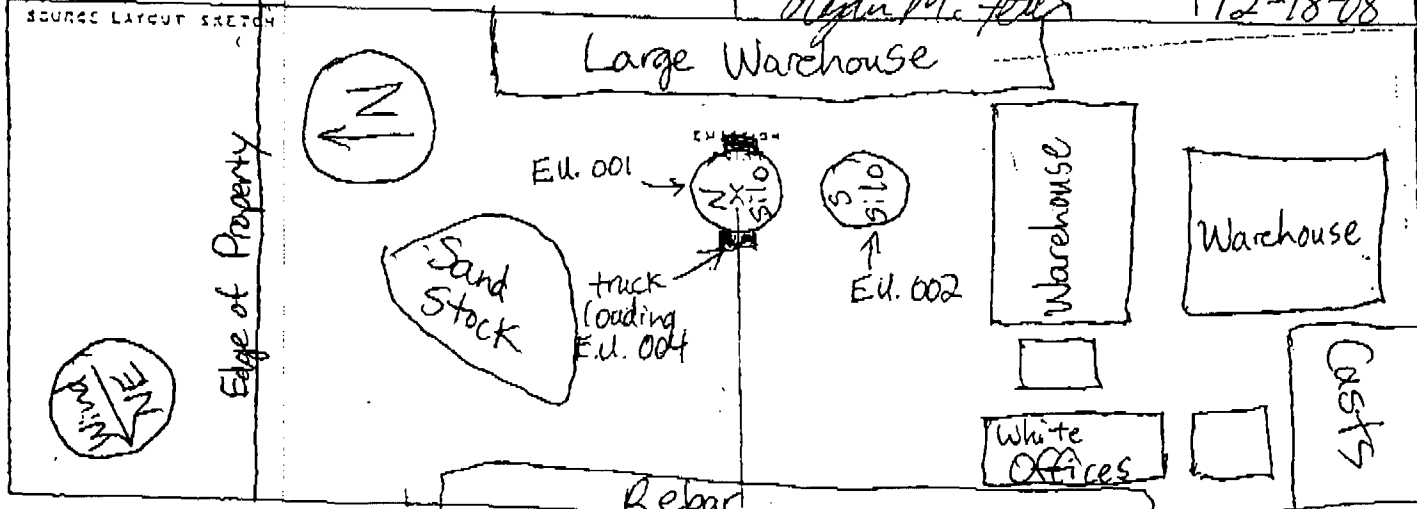 SOURCE LAYOUT SKETCH
12-18-08
Large Warehouse
N
Edge of Property
E.U. 001
N
X
Silo
S
Silo
E.U. 002
Sand
Stock
truck
loading
E.U. 004
Warehouse
Warehouse
Casts
NE
Wind
White
Offices
Rebar